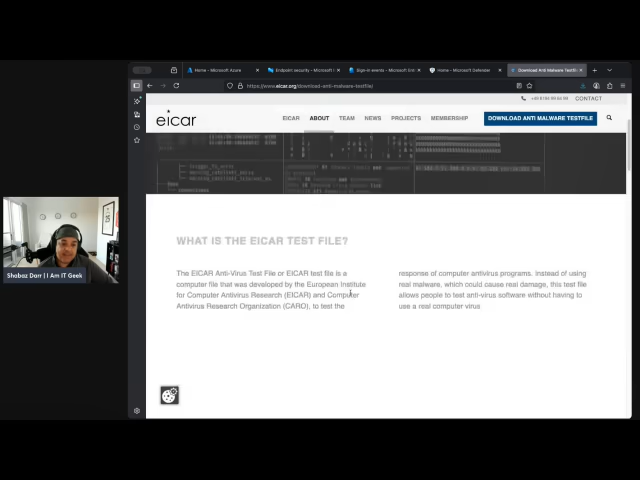 Home - Microsoft Azure
Endpoint security - Microsoft I
Sign-in events - Microsoft Ent
Home - Microsoft Defender
Download Anti Malware Testfil
https://www.eicar.org/download-anti-malware-testfile/
CONTACT
eicar
EICAR
ABOUT
TEAM
NEWS
PROJECTS
MEMBERSHIP
DOWNLOAD ANTI MALWARE TESTFILE
WHAT IS THE EICAR TEST FILE?
The EICAR Anti-Virus Test File or EICAR test file is a
computer file that was developed by the European Institute
for Computer Antivirus Research (EICAR) and Computer
Antivirus Research Organization (CARO), to test the
response of computer antivirus programs. Instead of using
real malware, which could cause real damage, this test file
allows people to test anti-virus software without having to
use a real computer virus
Shabaz Darr | I Am IT Geek